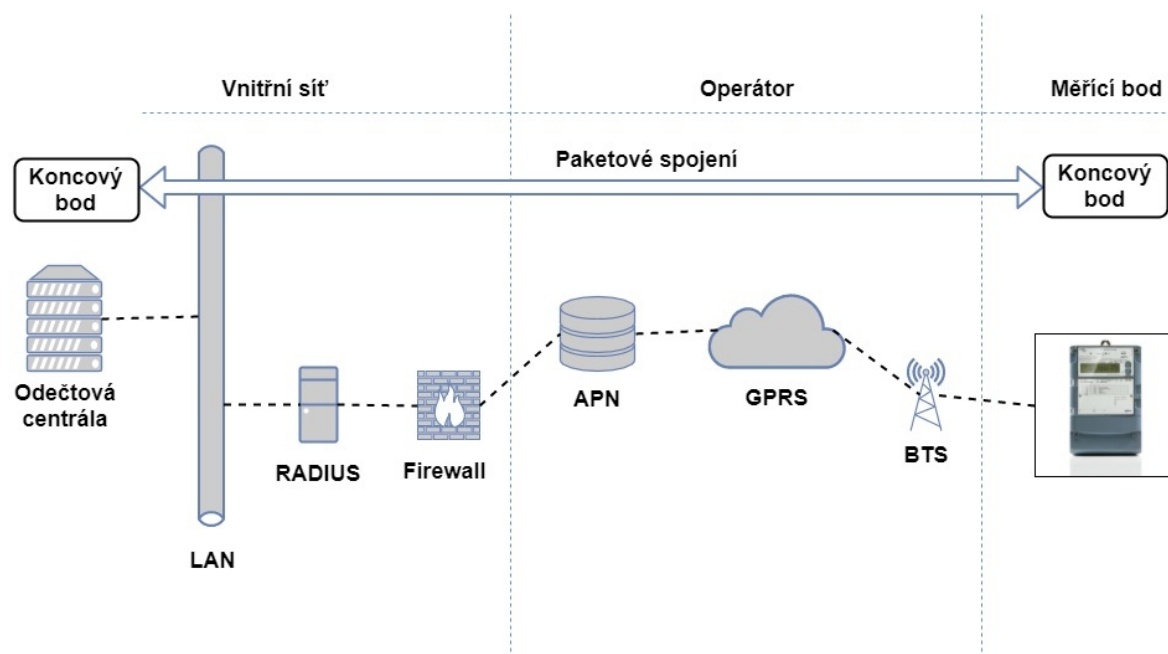 Vnitřní síť
Operátor
Měřící bod
Paketové spojení
Koncový
bod
Koncový
bod
Odečtová
centrála
RADIUS
Firewall
APN
GPRS
BTS
LAN